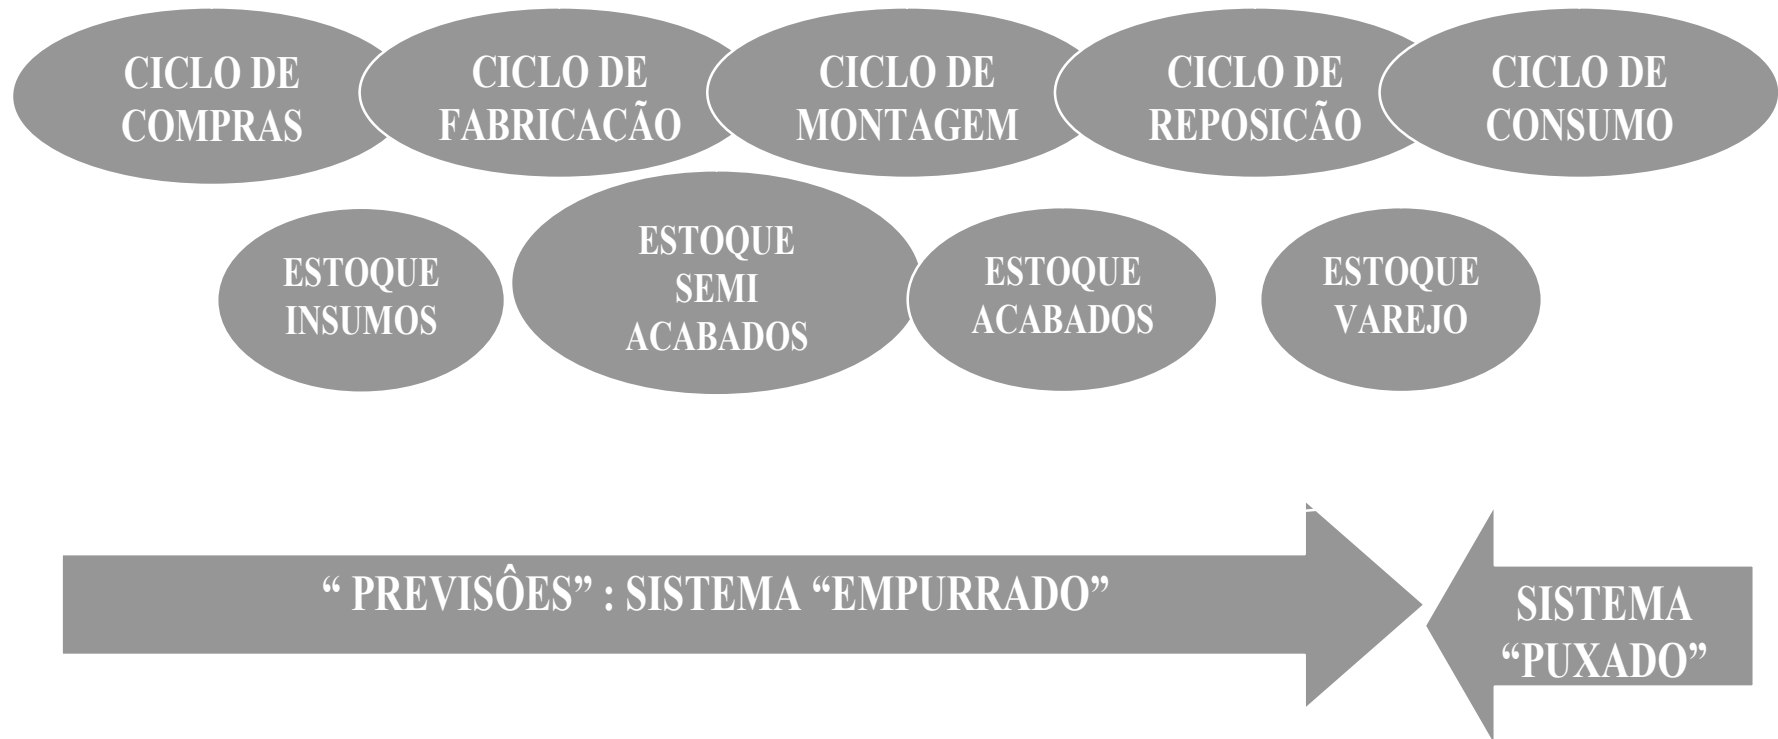 CICLO DE
COMPRAS
CICLO DE
FABRICACÃO
CICLO DE
MONTAGEM
CICLO DE
REPOSICÃO
CICLO DE
CONSUMO
ESTOQUE
INSUMOS
ESTOQUE
SEMI
ACABADOS
ESTOQUE
ACABADOS
ESTOQUE
VAREJO
“ PREVISÔES” : SISTEMA “EMPURRADO”
SISTEMA
“PUXADO”